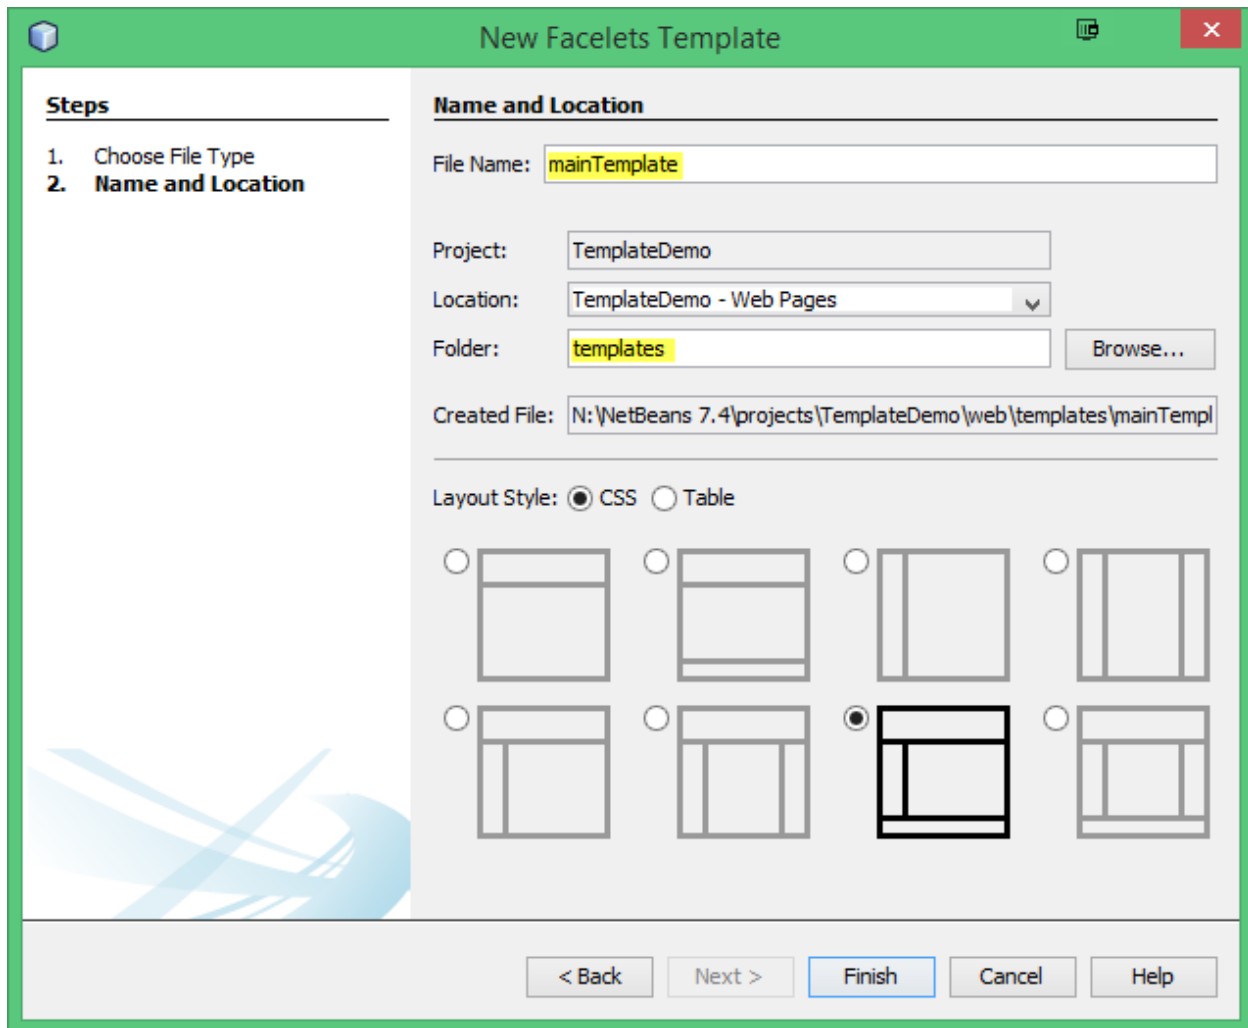 New Facelets Template
Steps
1. Choose File Type
2. Name and Location
Name and Location
File Name: mainTemplate
Project: TemplateDemo
Location: TemplateDemo - Web Pages
Folder: templates Browse...
Created File: N:\NetBeans 7.4\projects\TemplateDemo\web\templates\mainTempl
Layout Style: CSS Table
< Back Next > Finish Cancel Help